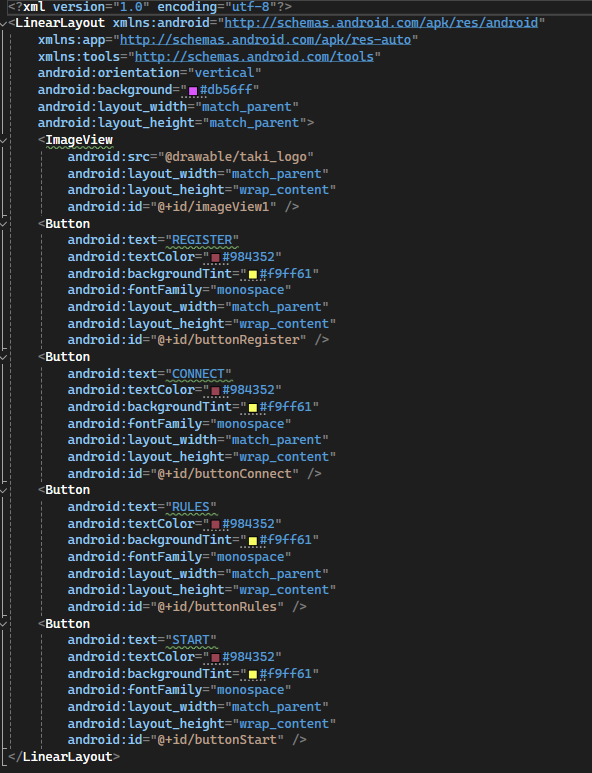 <?xml version="1.0" encoding="utf-8"?>
<LinearLayout xmlns:android="http://schemas.android.com/apk/res/android"
    xmlns:app="http://schemas.android.com/apk/res-auto"
    xmlns:tools="http://schemas.android.com/tools"
    android:orientation="vertical"
    android:background="#db56ff"
    android:layout_width="match_parent"
    android:layout_height="match_parent">
    <ImageView
        android:src="@drawable/taki_logo"
        android:layout_width="match_parent"
        android:layout_height="wrap_content"
        android:id="@+id/imageView1" />
    <Button
        android:text="REGISTER"
        android:textColor="#984352"
        android:backgroundTint="#f9ff61"
        android:fontFamily="monospace"
        android:layout_width="match_parent"
        android:layout_height="wrap_content"
        android:id="@+id/buttonRegister" />
    <Button
        android:text="CONNECT"
        android:textColor="#984352"
        android:backgroundTint="#f9ff61"
        android:fontFamily="monospace"
        android:layout_width="match_parent"
        android:layout_height="wrap_content"
        android:id="@+id/buttonConnect" />
    <Button
        android:text="RULES"
        android:textColor="#984352"
        android:backgroundTint="#f9ff61"
        android:fontFamily="monospace"
        android:layout_width="match_parent"
        android:layout_height="wrap_content"
        android:id="@+id/buttonRules" />
    <Button
        android:text="START"
        android:textColor="#984352"
        android:backgroundTint="#f9ff61"
        android:fontFamily="monospace"
        android:layout_width="match_parent"
        android:layout_height="wrap_content"
        android:id="@+id/buttonStart" />
</LinearLayout>